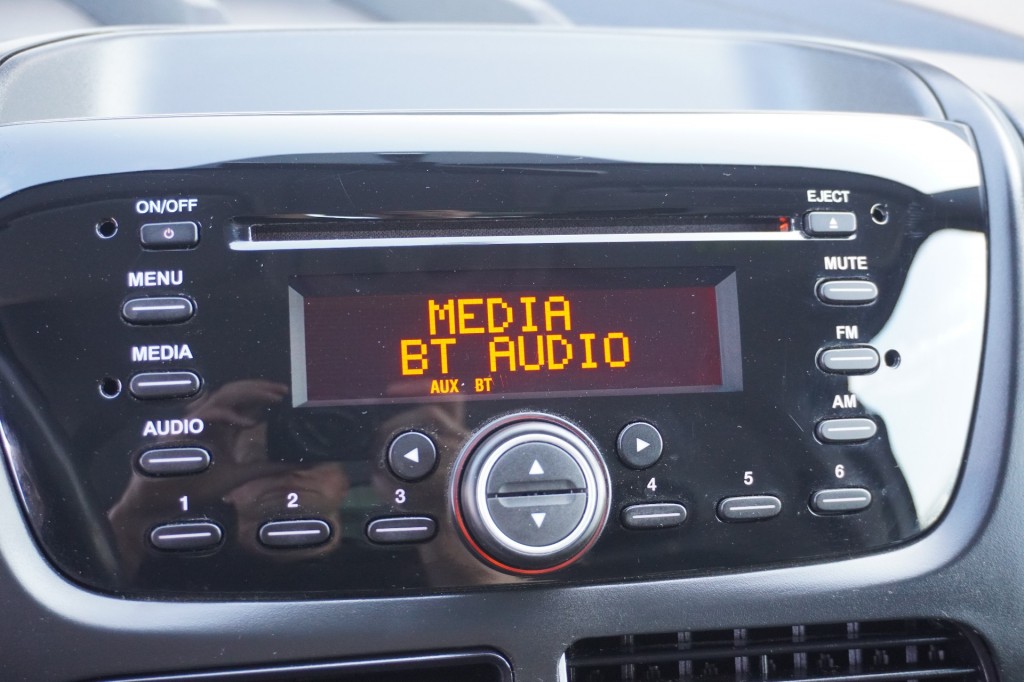 ON/OFF
EJECT
MENU
MUTE
MEDIA
BT AUDIO
AUX BT
MEDIA
FM
AUDIO
AM
1
2
3
4
5
6